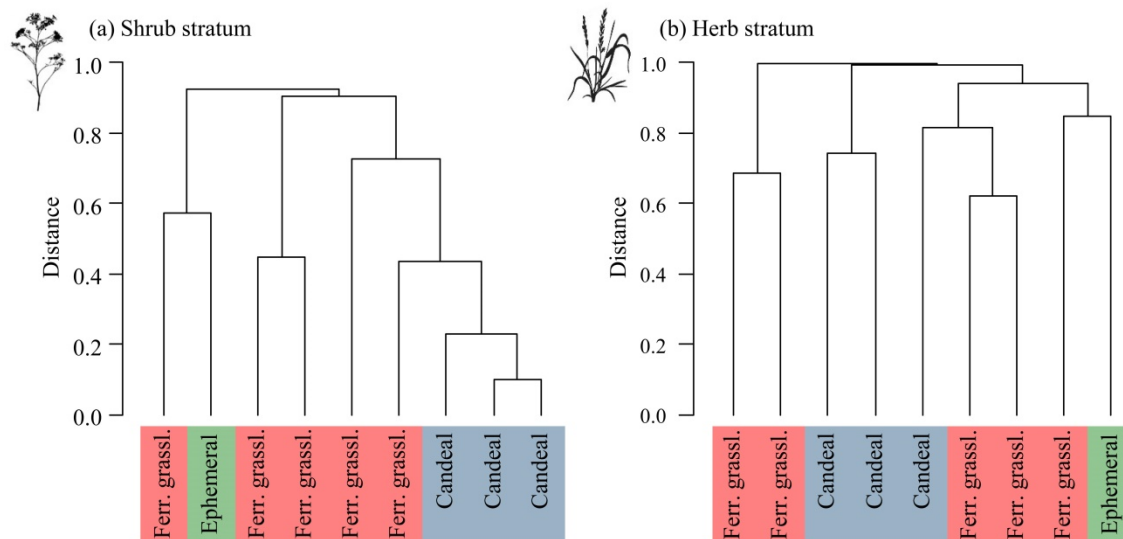 (a) Shrub stratum
1.0
0.8
0.6
0.4
0.2
0.0
Distance
Ferr. grassl.
Ephemeral
Ferr. grassl.
Ferr. grassl.
Ferr. grassl.
Ferr. grassl.
Candeal
Candeal
Candeal
(b) Herb stratum
1.0
0.8
0.6
0.4
0.2
0.0
Distance
Ferr. grassl.
Ferr. grassl.
Candeal
Candeal
Candeal
Ferr. grassl.
Ferr. grassl.
Ferr. grassl.
Ephemeral